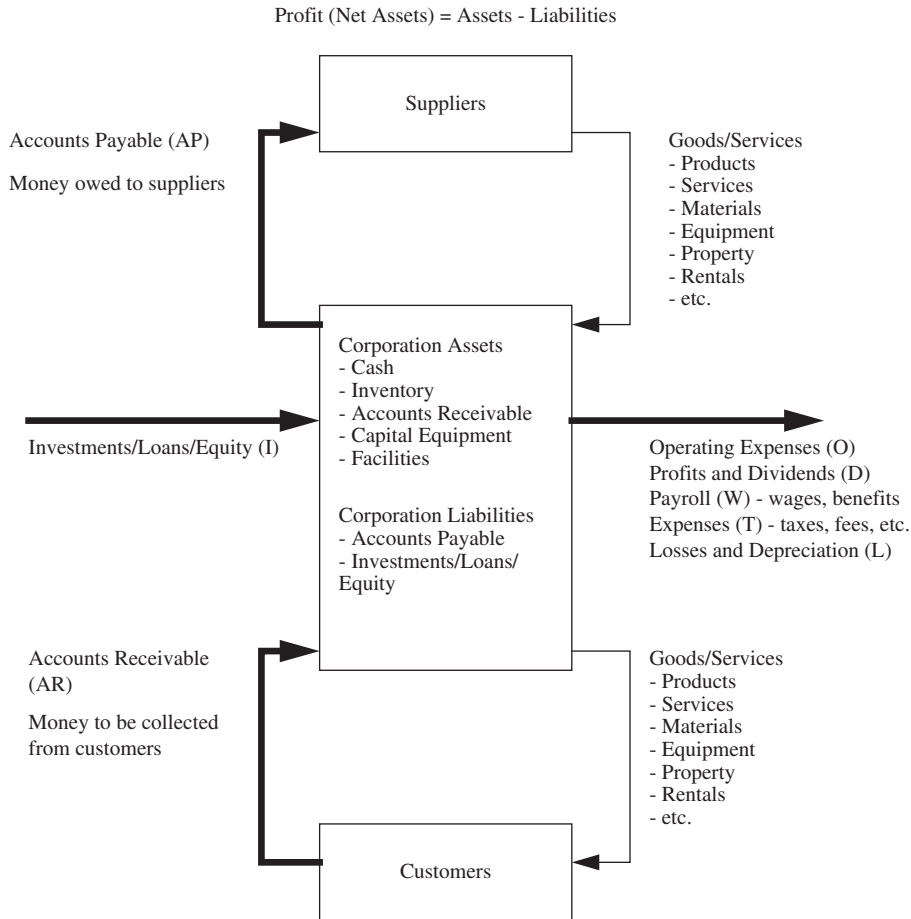 Profit (Net Assets) = Assets - Liabilities
Suppliers
Accounts Payable (AP)
Money owed to suppliers
Goods/Services
- Products
- Services
- Materials
- Equipment
- Property
- Rentals
- etc.
Corporation Assets
- Cash
- Inventory
- Accounts Receivable
- Capital Equipment
- Facilities
Corporation Liabilities
- Accounts Payable
- Investments/Loans/
Equity
Investments/Loans/Equity (I)
Operating Expenses (O)
Profits and Dividends (D)
Payroll (W) - wages, benefits
Expenses (T) - taxes, fees, etc.
Losses and Depreciation (L)
Accounts Receivable
(AR)
Money to be collected
from customers
Goods/Services
- Products
- Services
- Materials
- Equipment
- Property
- Rentals
- etc.
Customers